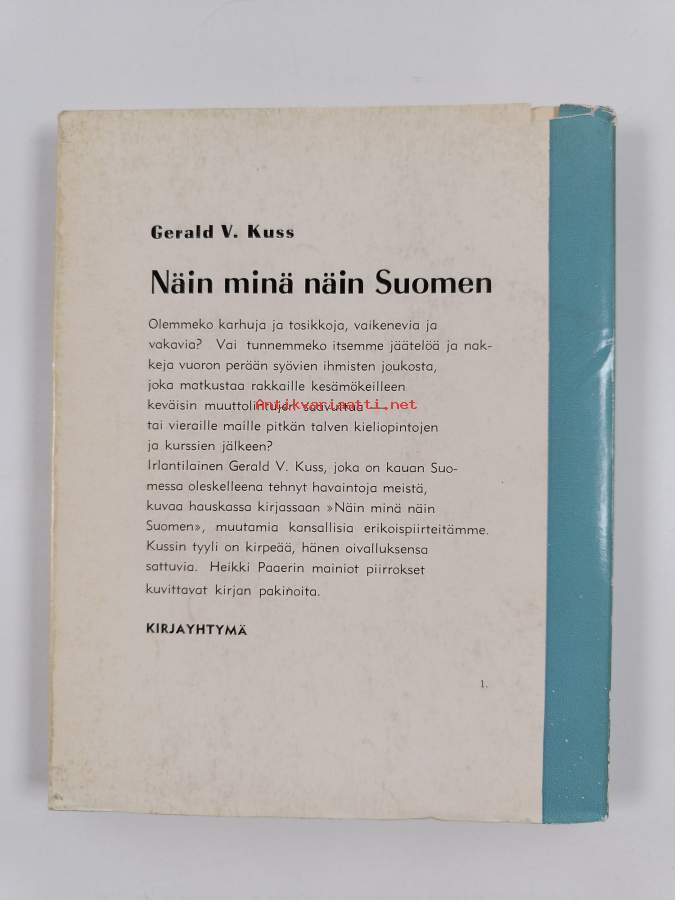 Gerald V. Kuss
Näin minä näin Suomen
Olemmeko karhuja ja tosikkoja, vaikenevia ja
vakavia? Vai tunnemmeko itsemme jäätelöä ja nak-
keja vuoron perään syövien ihmisten joukosta,
joka matkustaa rakkaille kesämökeilleen
keväisin muuttolintujen saavuttua —
Antikvariaatti.net
tai vieraille maille pitkän talven kieliopintojen
ja kurssien jälkeen?
Irlantilainen Gerald V. Kuss, joka on kauan Suo-
messa oleskelleena tehnyt havaintoja meistä,
kuvaa hauskassa kirjassaan »Näin minä näin
Suomen», muutamia kansallisia erikoispiirteitämme.
Kussin tyyli on kirpeää, hänen oivalluksensa
sattuvia. Heikki Paaerin mainiot piirrokset
kuvittavat kirjan pakinoita.
KIRJAYHTYMÄ
1.